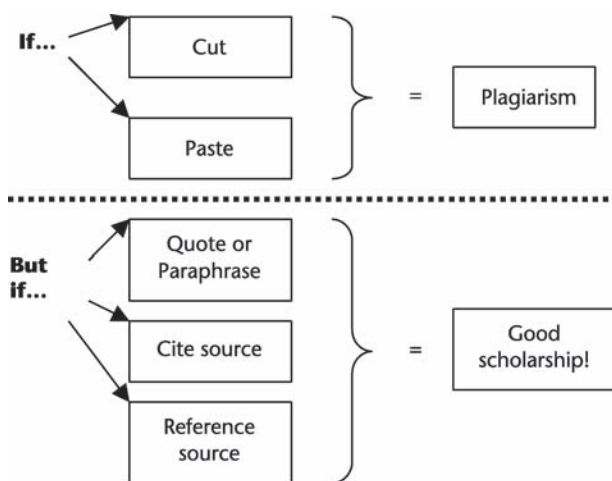 If...
Cut
Paste
=
Plagiarism
But
if...
Quote or
Paraphrase
Cite source
Reference
source
=
Good
scholarship!